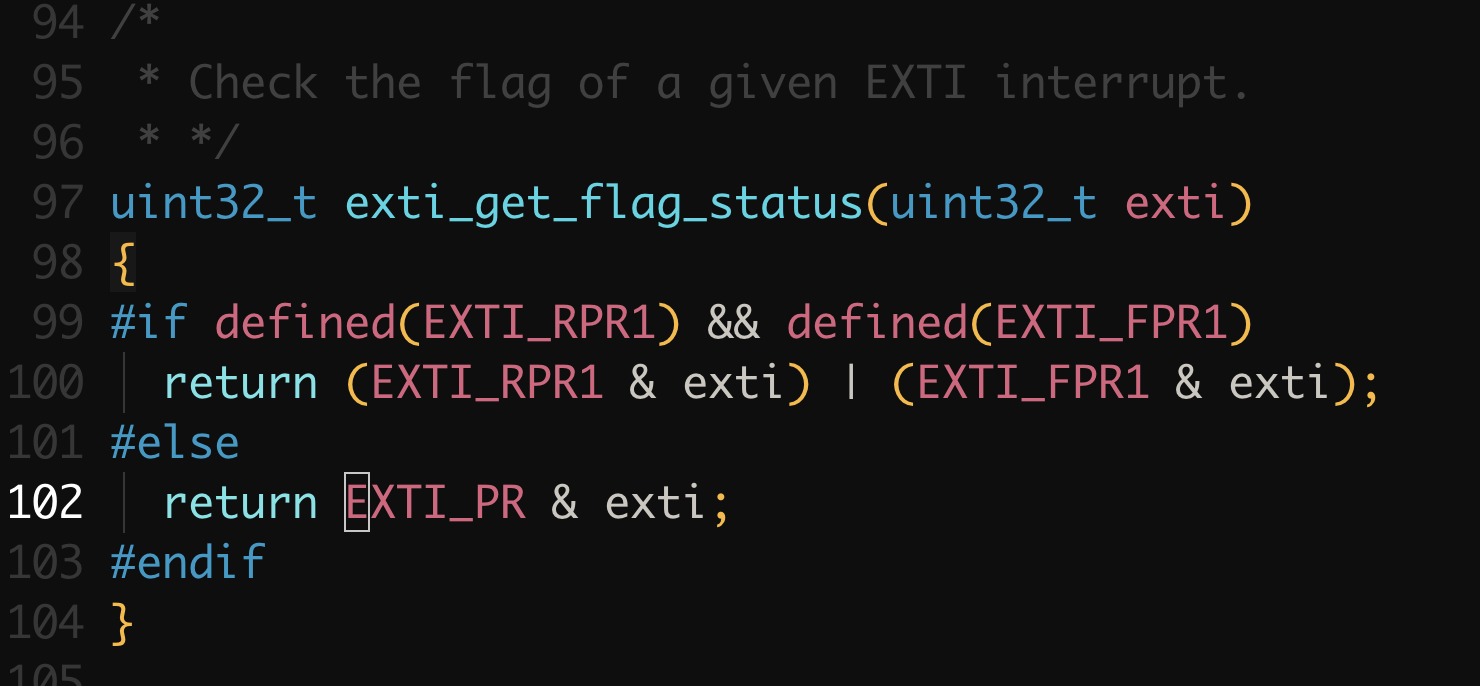 94 /*
95  * Check the flag of a given EXTI interrupt.
96  * */
97 uint32_t exti_get_flag_status(uint32_t exti)
98 {
99 #if defined(EXTI_RPR1) && defined(EXTI_FPR1)
100   return (EXTI_RPR1 & exti) | (EXTI_FPR1 & exti);
101 #else
102   return EXTI_PR & exti;
103 #endif
104 }
105